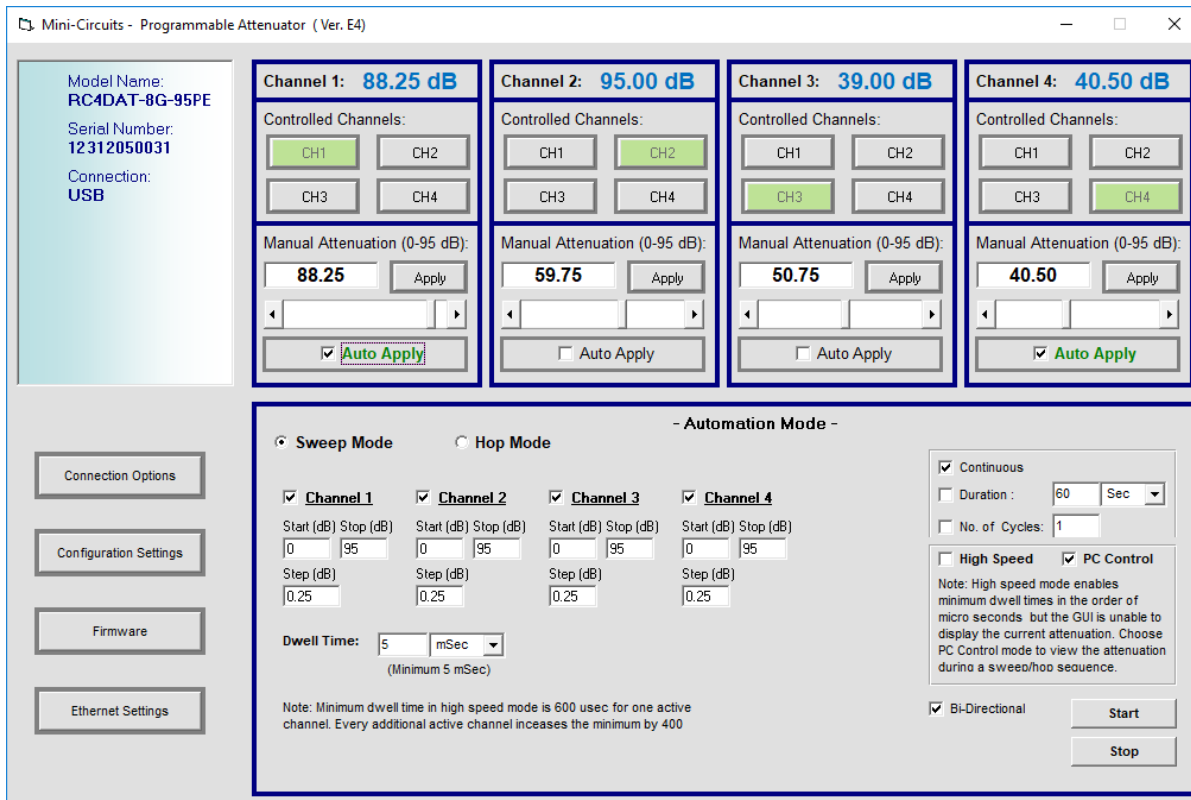 Mini-Circuits - Programmable Attenuator ( Ver. E4)
Model Name:
RC4DAT-8G-95PE
Serial Number:
12312050031
Connection:
USB
Channel 1: 88.25 dB
Controlled Channels:
CH1 CH2
CH3 CH4
Manual Attenuation (0-95 dB):
88.25 Apply
Auto Apply
Channel 2: 95.00 dB
Controlled Channels:
CH1 CH2
CH3 CH4
Manual Attenuation (0-95 dB):
59.75 Apply
Auto Apply
Channel 3: 39.00 dB
Controlled Channels:
CH1 CH2
CH3 CH4
Manual Attenuation (0-95 dB):
50.75 Apply
Auto Apply
Channel 4: 40.50 dB
Controlled Channels:
CH1 CH2
CH3 CH4
Manual Attenuation (0-95 dB):
40.50 Apply
Auto Apply
Connection Options
Configuration Settings
Firmware
Ethernet Settings
- Automation Mode -
Sweep Mode Hop Mode
Channel 1 Channel 2 Channel 3 Channel 4
Start (dB) Stop (dB) Start (dB) Stop (dB) Start (dB) Stop (dB) Start (dB) Stop (dB)
0 95 0 95 0 95 0 95
Step (dB) Step (dB) Step (dB) Step (dB)
0.25 0.25 0.25 0.25
Dwell Time: 5 mSec
(Minimum 5 mSec)
Note: Minimum dwell time in high speed mode is 600 usec for one active
channel. Every additional active channel inceases the minimum by 400
Continuous
Duration : 60 Sec
No. of Cycles: 1
High Speed PC Control
Note: High speed mode enables
minimum dwell times in the order of
micro seconds but the GUI is unable to
display the current attenuation. Choose
PC Control mode to view the attenuation
during a sweep/hop sequence.
Bi-Directional Start
Stop